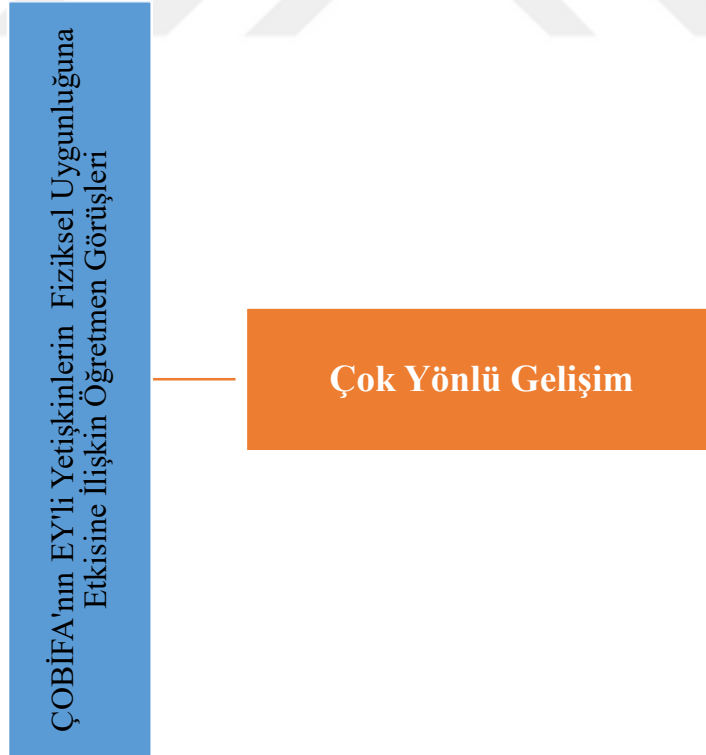 ÇOBİFA'nın EY'li Yetişkinlerin Fiziksel Uygunluğuna
Etkisine İlişkin Öğretmen Görüşleri
Çok Yönlü Gelişim